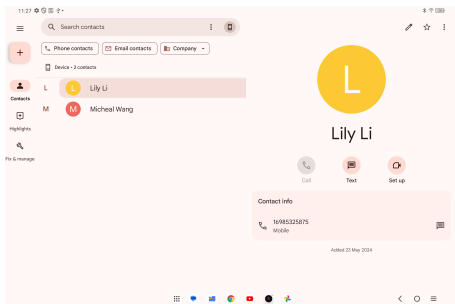 11:27
Search contacts
Phone contacts
Email contacts
Company
Device • 2 contacts
L
L
Lily Li
M
M
Micheal Wang
Contacts
Highlights
Fix & manage
L
Lily Li
Call
Text
Set up
Contact info
16985325875
Mobile
Added 23 May 2024